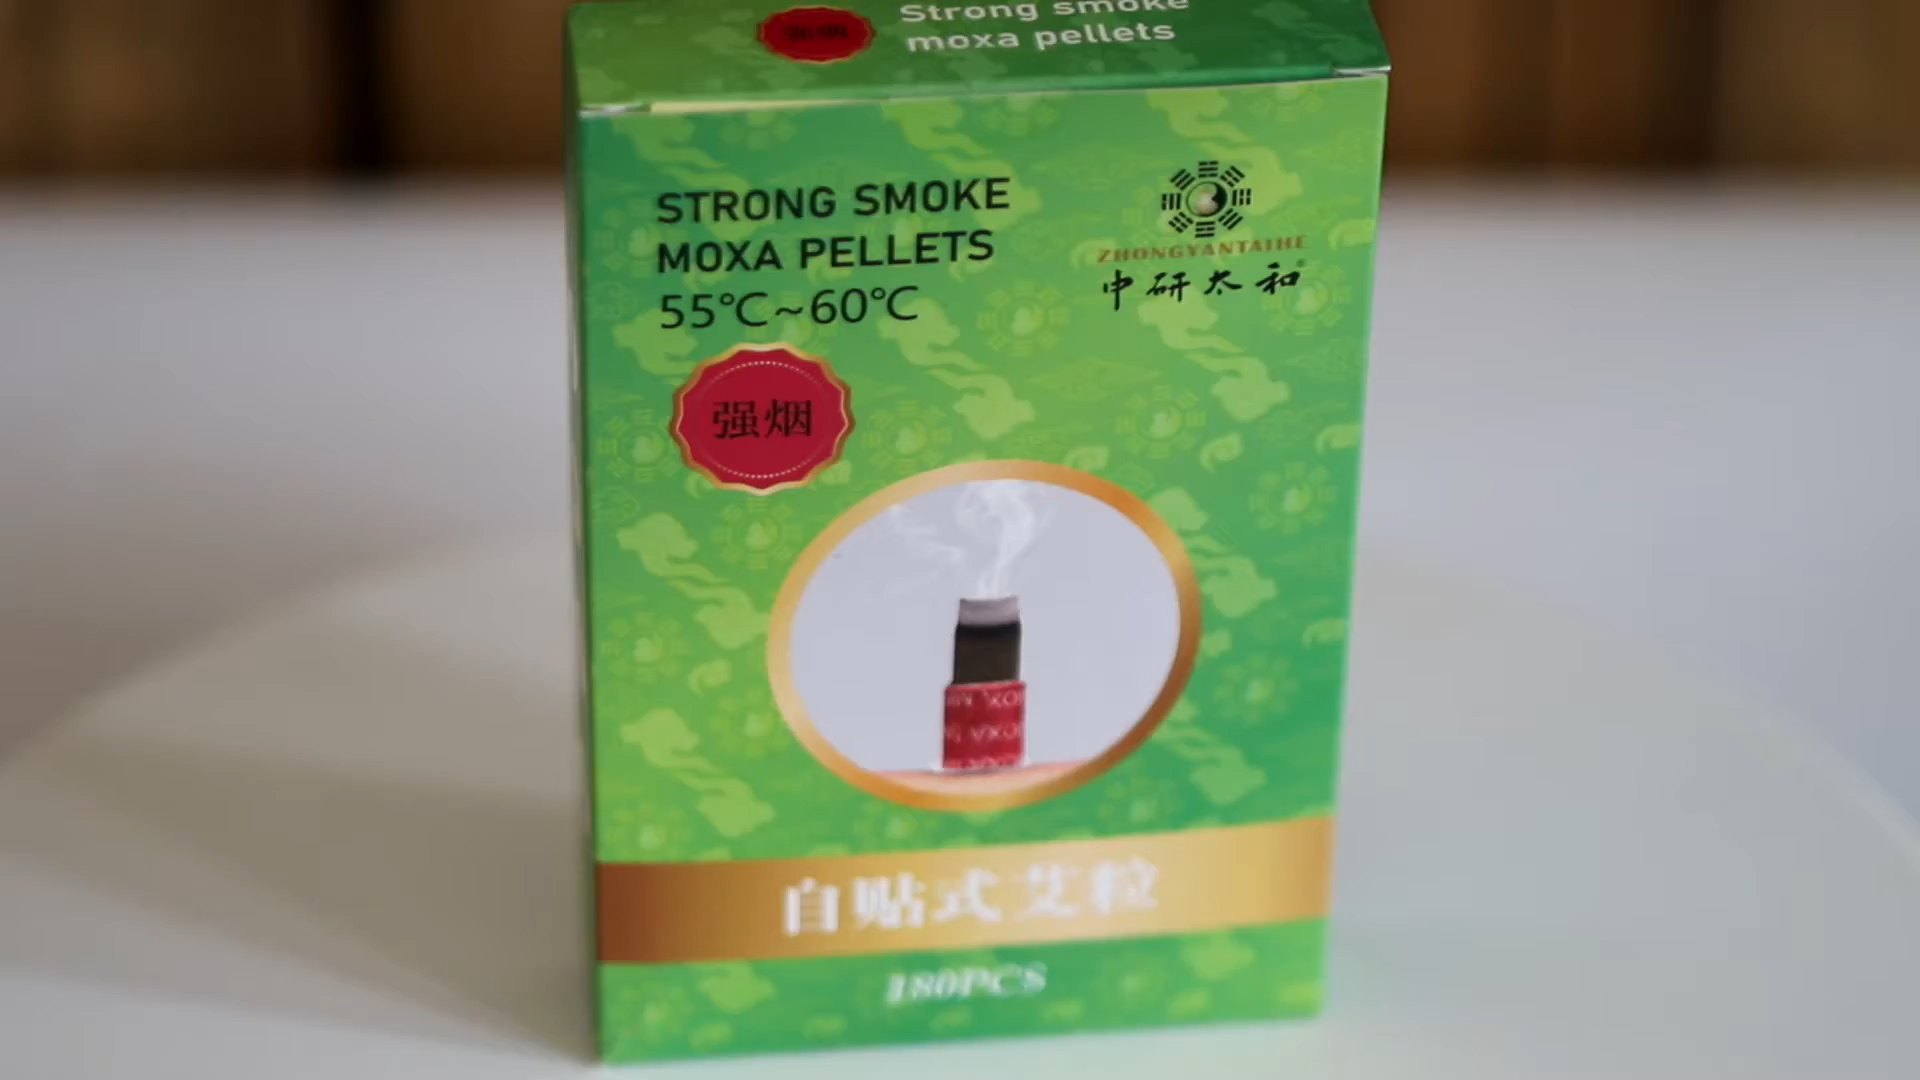 Strong smoke
moxa pellets
STRONG SMOKE
MOXA PELLETS
55℃~60℃
ZHONGYANTAIHE
中研太和®
强烟
自贴式艾粒
180PCS